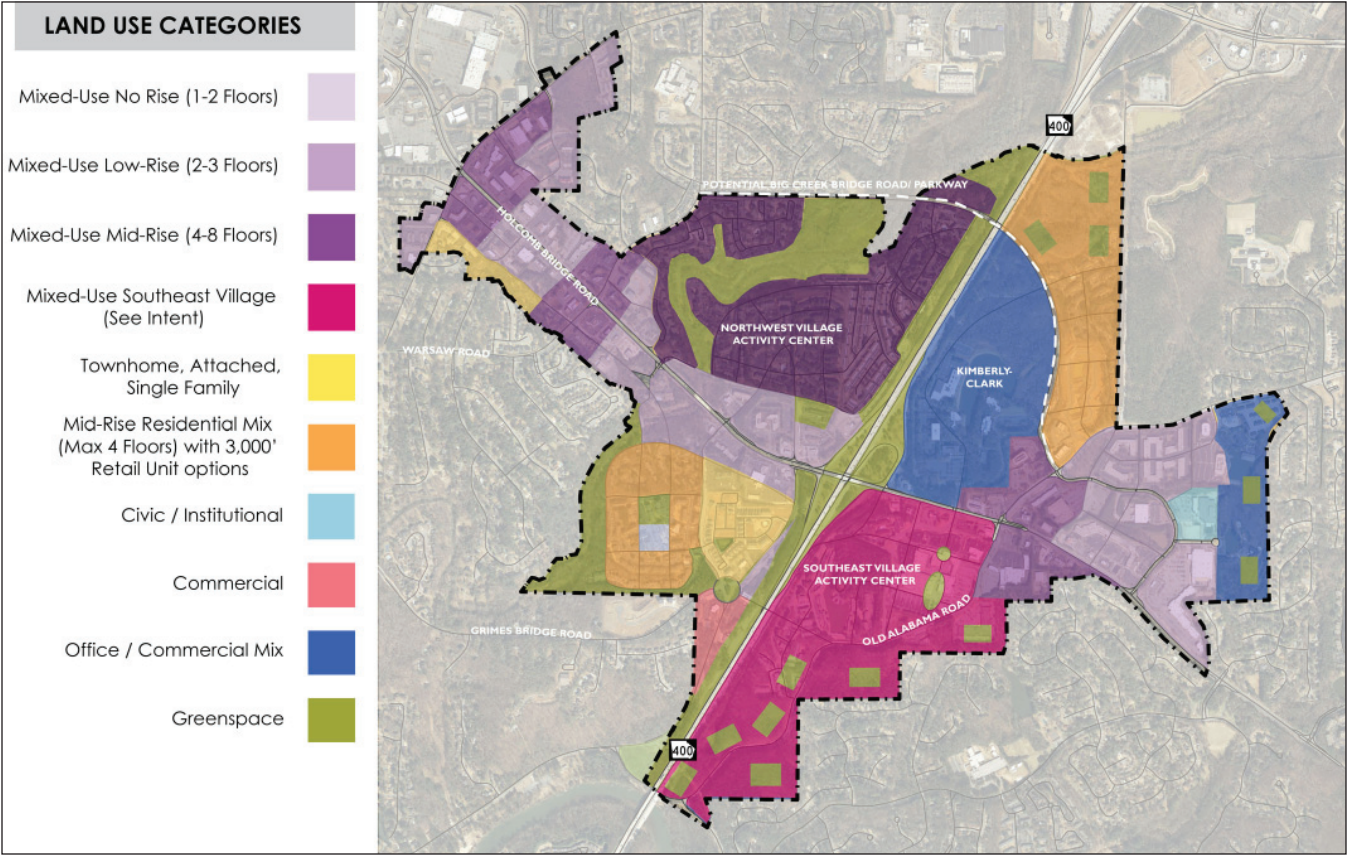 LAND USE CATEGORIES
Mixed-Use No Rise (1-2 Floors)
Mixed-Use Low-Rise (2-3 Floors)
Mixed-Use Mid-Rise (4-8 Floors)
Mixed-Use Southeast Village
(See Intent)
Townhome, Attached,
Single Family
Mid-Rise Residential Mix
(Max 4 Floors) with 3,000'
Retail Unit options
Civic / Institutional
Commercial
Office / Commercial Mix
Greenspace
400
POTENTIAL BIG CREEK BRIDGE ROAD/ PARKWAY
HOLCOMB BRIDGE ROAD
NORTHWEST VILLAGE
ACTIVITY CENTER
WARSAW ROAD
KIMBERLY-
CLARK
SOUTHEAST VILLAGE
ACTIVITY CENTER
OLD ALABAMA ROAD
GRIMES BRIDGE ROAD
400